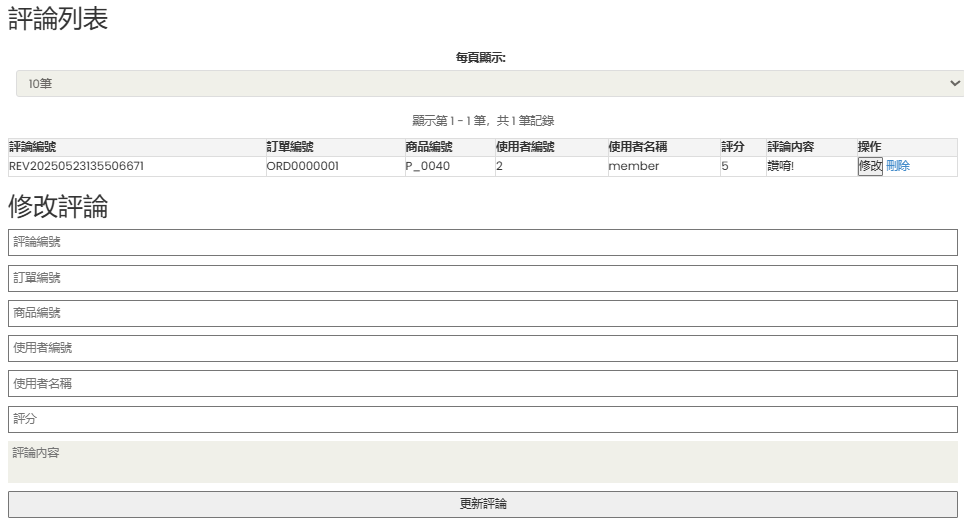 評論列表
每頁顯示:
10筆
顯示第 1 - 1 筆，共 1 筆記錄
評論編號 訂單編號 商品編號 使用者編號 使用者名稱 評分 評論內容 操作
REV20250523135506671 ORD0000001 P_0040 2 member 5 讚唷! 修改 刪除
修改評論
評論編號
訂單編號
商品編號
使用者編號
使用者名稱
評分
評論內容
更新評論